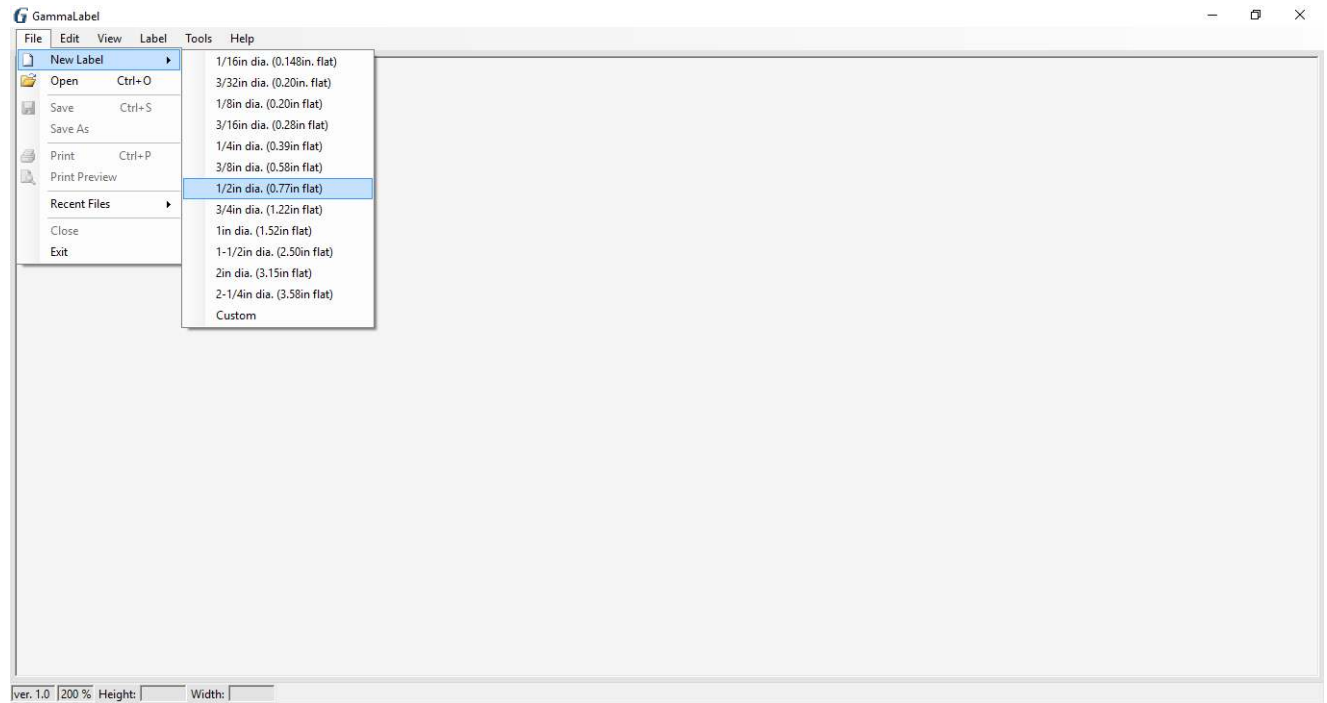 GammaLabel
File Edit View Label Tools Help
New Label
Open Ctrl+O
Save Ctrl+S
Save As
Print Ctrl+P
Print Preview
Recent Files
Close
Exit
1/16in dia. (0.148in. flat)
3/32in dia. (0.20in. flat)
1/8in dia. (0.20in flat)
3/16in dia. (0.28in flat)
1/4in dia. (0.39in flat)
3/8in dia. (0.58in flat)
1/2in dia. (0.77in flat)
3/4in dia. (1.22in flat)
1in dia. (1.52in flat)
1-1/2in dia. (2.50in flat)
2in dia. (3.15in flat)
2-1/4in dia. (3.58in flat)
Custom
ver. 1.0 200 % Height: Width: